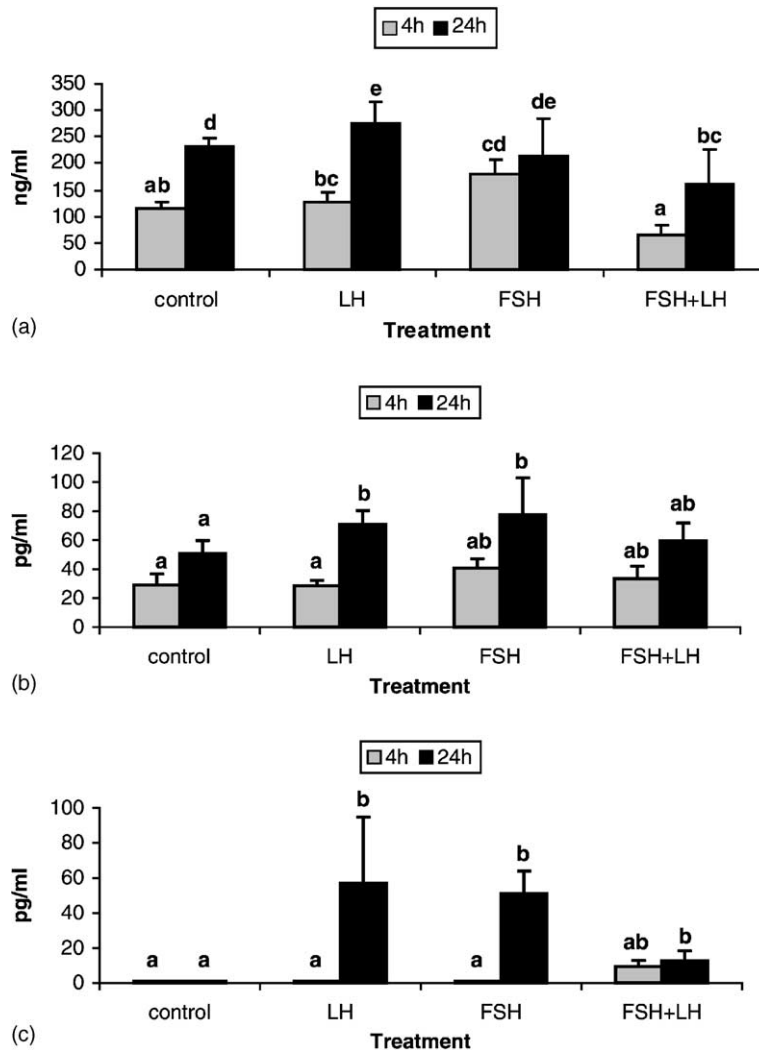 4h 24h
350
300
250
200
150
100
50
0
ng/ml
ab d bc e cd de a bc
control LH FSH FSH+LH
Treatment
(a)
4h 24h
120
100
80
60
40
20
0
pg/ml
a a a b ab b ab ab
control LH FSH FSH+LH
Treatment
(b)
4h 24h
100
80
60
40
20
0
pg/ml
a a a b a b ab b
control LH FSH FSH+LH
Treatment
(c)